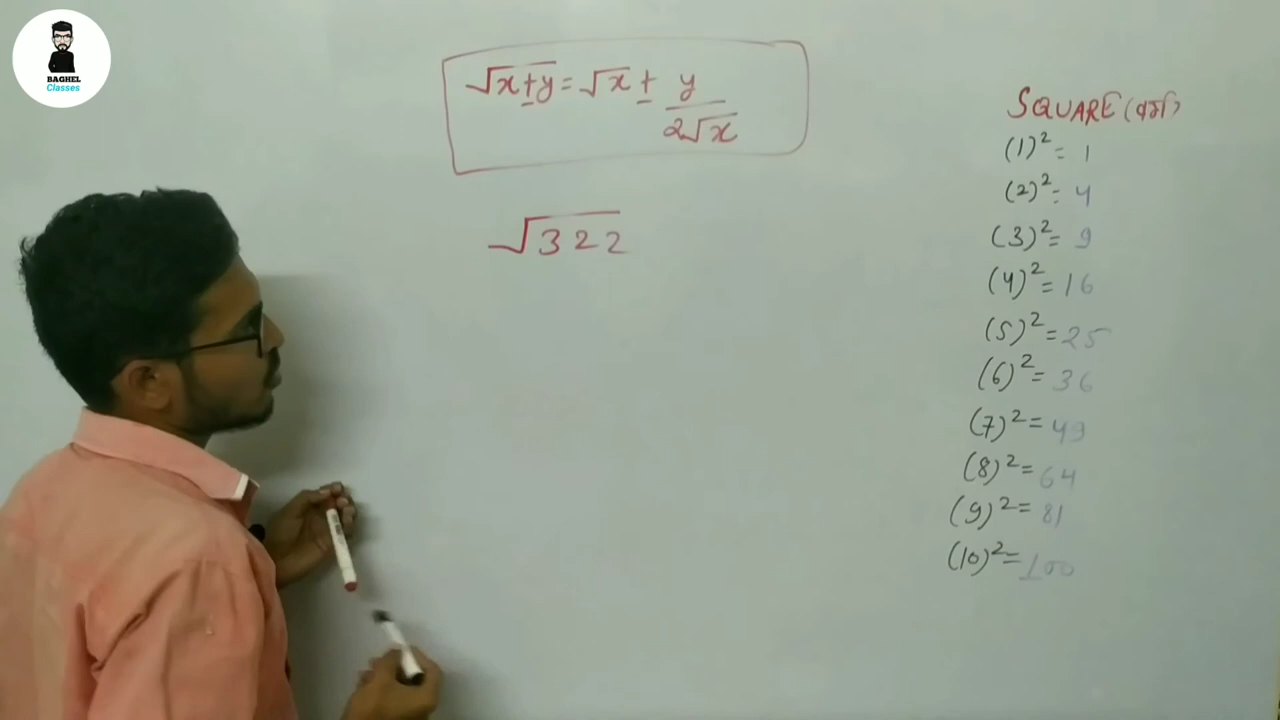 BAGHEL
Classes
√x±y = √x ± y/2√x
√322
SQUARE (वर्ग)
(1)² = 1
(2)² = 4
(3)² = 9
(4)² = 16
(5)² = 25
(6)² = 36
(7)² = 49
(8)² = 64
(9)² = 81
(10)² = 100